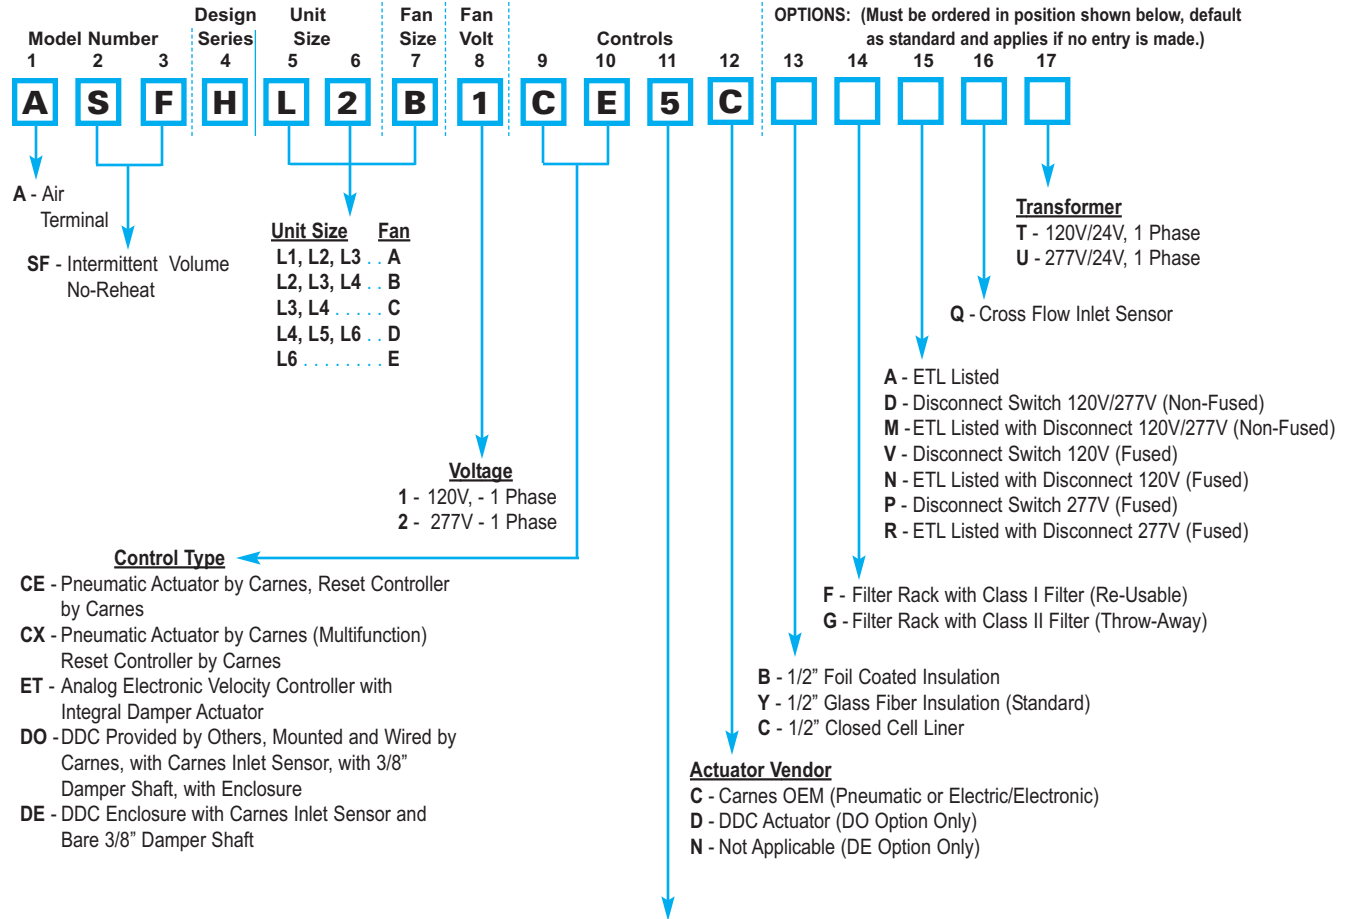 Design Unit Fan Fan OPTIONS: (Must be ordered in position shown below, default
Model Number Series Size Size Volt Controls as standard and applies if no entry is made.)
1 2 3 4 5 6 7 8 9 10 11 12 13 14 15 16 17
A S F H L 2 B 1 C E 5 C
A - Air
Terminal
SF - Intermittent Volume
No-Reheat
Unit Size Fan
L1, L2, L3 . . A
L2, L3, L4 . . B
L3, L4 . . . . . C
L4, L5, L6 . . D
L6 . . . . . . . . E
Voltage
1 - 120V, - 1 Phase
2 - 277V - 1 Phase
Control Type
CE - Pneumatic Actuator by Carnes, Reset Controller
by Carnes
CX - Pneumatic Actuator by Carnes (Multifunction)
Reset Controller by Carnes
ET - Analog Electronic Velocity Controller with
Integral Damper Actuator
DO - DDC Provided by Others, Mounted and Wired by
Carnes, with Carnes Inlet Sensor, with 3/8”
Damper Shaft, with Enclosure
DE - DDC Enclosure with Carnes Inlet Sensor and
Bare 3/8” Damper Shaft
Transformer
T - 120V/24V, 1 Phase
U - 277V/24V, 1 Phase
Q - Cross Flow Inlet Sensor
A - ETL Listed
D - Disconnect Switch 120V/277V (Non-Fused)
M - ETL Listed with Disconnect 120V/277V (Non-Fused)
V - Disconnect Switch 120V (Fused)
N - ETL Listed with Disconnect 120V (Fused)
P - Disconnect Switch 277V (Fused)
R - ETL Listed with Disconnect 277V (Fused)
F - Filter Rack with Class I Filter (Re-Usable)
G - Filter Rack with Class II Filter (Throw-Away)
B - 1/2” Foil Coated Insulation
Y - 1/2” Glass Fiber Insulation (Standard)
C - 1/2” Closed Cell Liner
Actuator Vendor
C - Carnes OEM (Pneumatic or Electric/Electronic)
D - DDC Actuator (DO Option Only)
N - Not Applicable (DE Option Only)